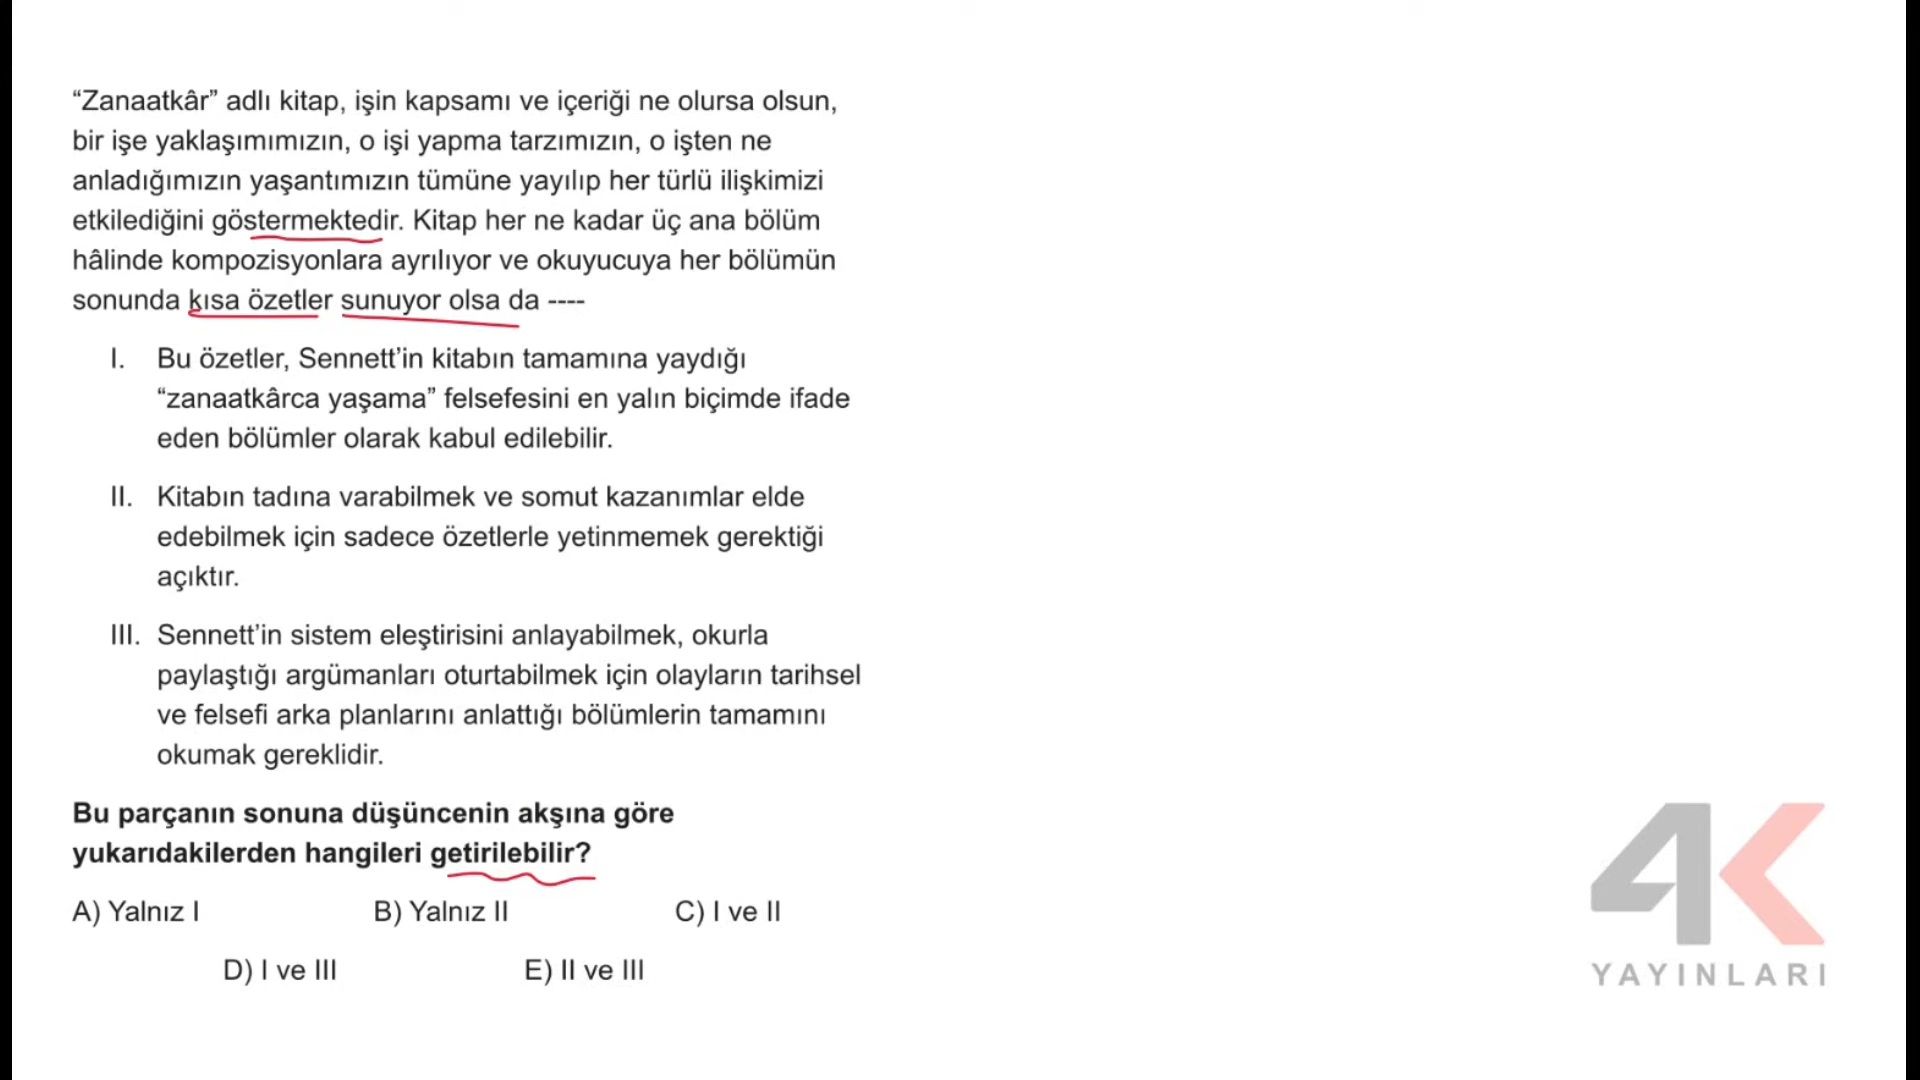 “Zanaatkâr” adlı kitap, işin kapsamı ve içeriği ne olursa olsun,
bir işe yaklaşımımızın, o işi yapma tarzımızın, o işten ne
anladığımızın yaşantımızın tümüne yayılıp her türlü ilişkimizi
etkilediğini göstermektedir. Kitap her ne kadar üç ana bölüm
hâlinde kompozisyonlara ayrılıyor ve okuyucuya her bölümün
sonunda kısa özetler sunuyor olsa da ----
I. Bu özetler, Sennett’in kitabın tamamına yaydığı
“zanaatkârca yaşama” felsefesini en yalın biçimde ifade
eden bölümler olarak kabul edilebilir.
II. Kitabın tadına varabilmek ve somut kazanımlar elde
edebilmek için sadece özetlerle yetinmemek gerektiği
açıktır.
III. Sennett’in sistem eleştirisini anlayabilmek, okurla
paylaştığı argümanları oturtabilmek için olayların tarihsel
ve felsefi arka planlarını anlattığı bölümlerin tamamını
okumak gereklidir.
Bu parçanın sonuna düşüncenin akşına göre
yukarıdakilerden hangileri getirilebilir?
A) Yalnız I B) Yalnız II C) I ve II
D) I ve III E) II ve III
4K
YAYINLARI